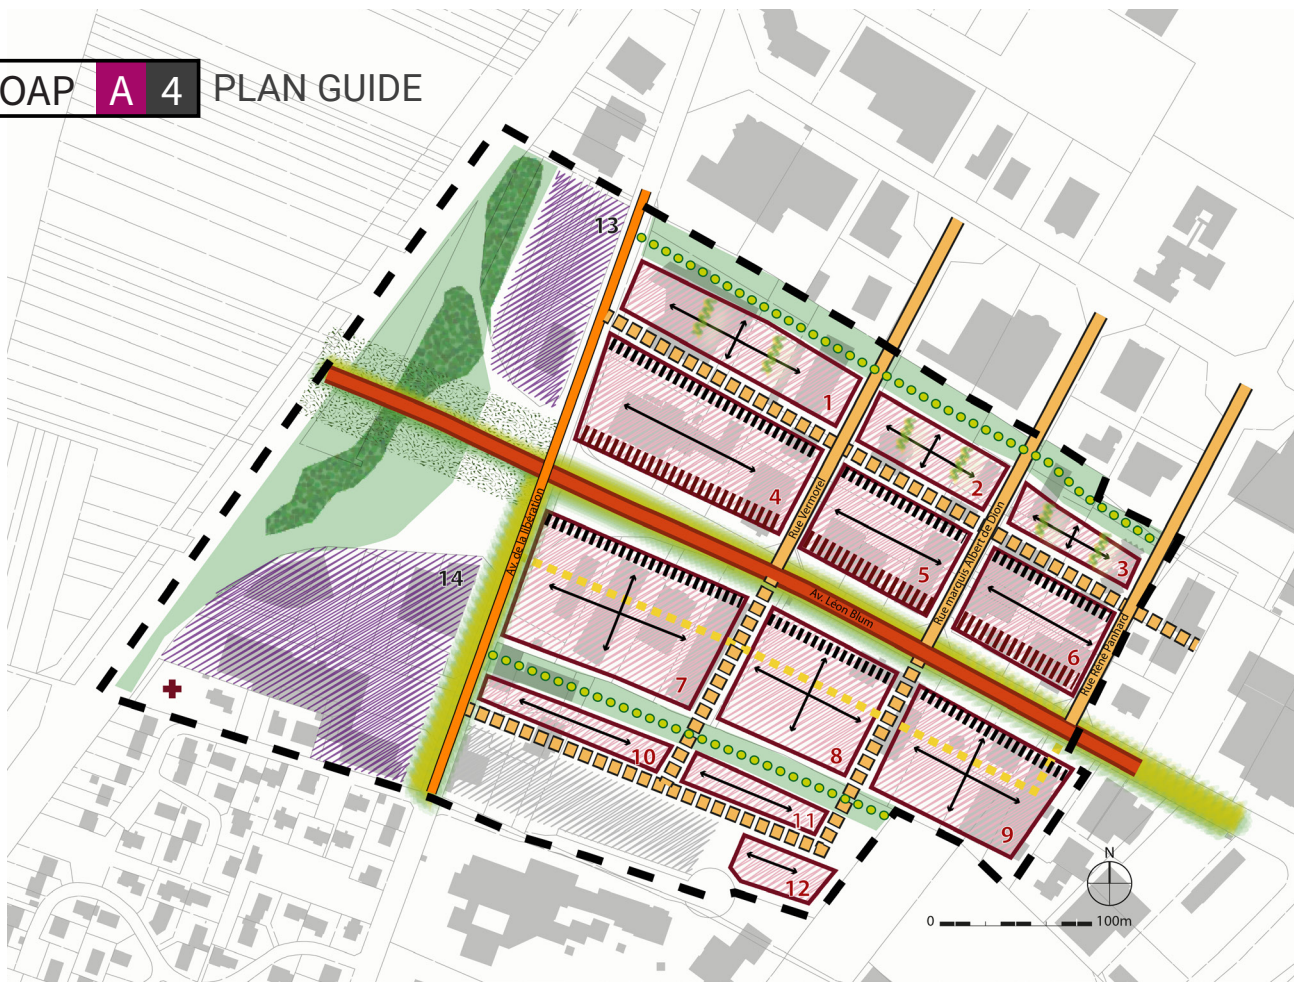 OAP A 4 PLAN GUIDE
13
1
2
4
Rue Vermorel
Rue marquis Albert de Dion
Av. de la libération
3
5
14
Av. Léon Blum
6
Rue Rêne Panhard
7
8
10
11
9
12
N
0 100m